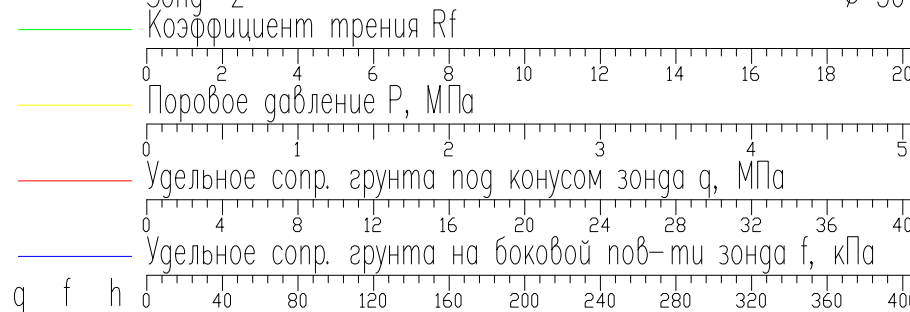 Коэффициент трения Rf
0 2 4 6 8 10 12 14 16 18 20
Поровое давление P, МПа
0 1 2 3 4 5
Удельное сопр. грунта под конусом зонда q, МПа
0 4 8 12 16 20 24 28 32 36 40
Удельное сопр. грунта на боковой пов-ти зонда f, кПа
q f h 0 40 80 120 160 200 240 280 320 360 400